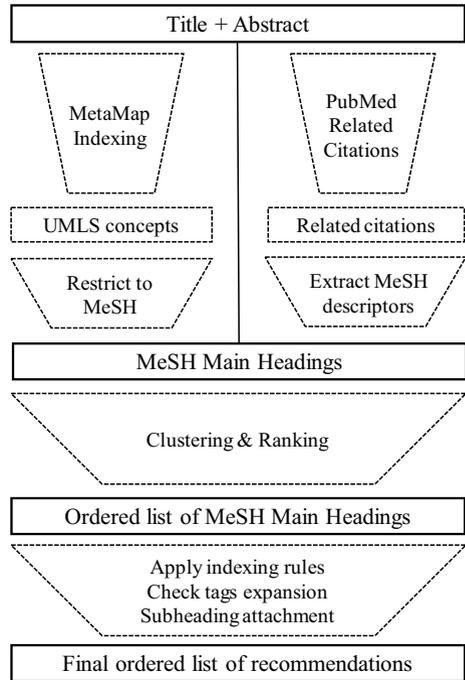 Title + Abstract
MetaMap
Indexing
PubMed
Related
Citations
UMLS concepts
Related citations
Restrict to
MeSH
Extract MeSH
descriptors
MeSH Main Headings
Clustering & Ranking
Ordered list of MeSH Main Headings
Apply indexing rules
Check tags expansion
Subheading attachment
Final ordered list of recommendations